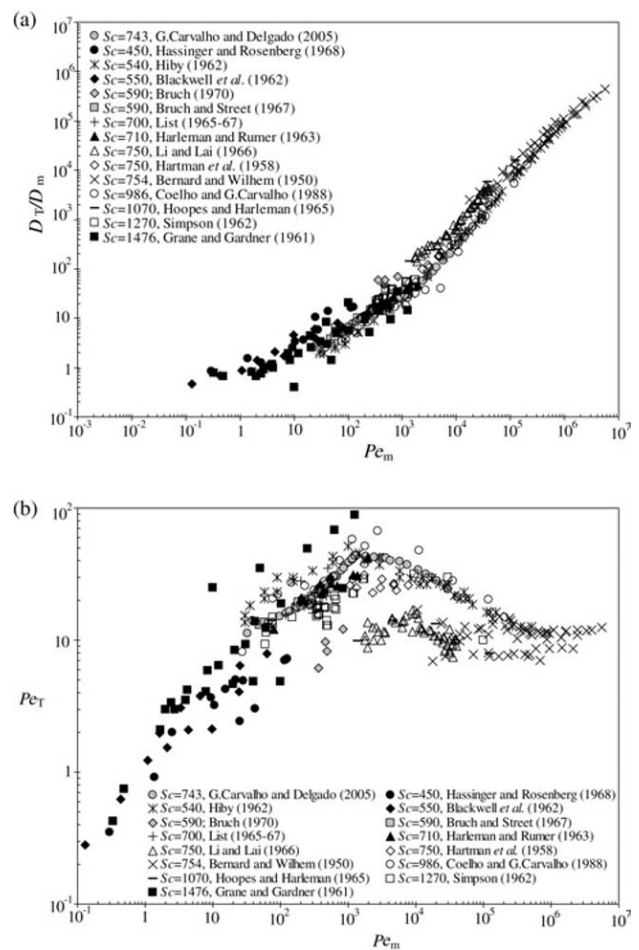 (a)
Sc=743, G.Carvalho and Delgado (2005)
Sc=450, Hassinger and Rosenberg (1968)
Sc=540, Hiby (1962)
Sc=550, Blackwell et al. (1962)
Sc=590; Bruch (1970)
Sc=590, Bruch and Street (1967)
Sc=700, List (1965-67)
Sc=710, Harleman and Rumer (1963)
Sc=750, Li and Lai (1966)
Sc=750, Hartman et al. (1958)
Sc=754, Bernard and Wilhem (1950)
Sc=986, Coelho and G.Carvalho (1988)
Sc=1070, Hoopes and Harleman (1965)
Sc=1270, Simpson (1962)
Sc=1476, Grane and Gardner (1961)
D_T/D_m
10^6
10^5
10^4
10^3
10^2
10
1
10^-1
10^-3 10^-2 10^-1 1 10 10^2 10^3 10^4 10^5 10^6 10^7
Pe_m
(b)
Pe_T
10^2
10
1
10^-1
Sc=743, G.Carvalho and Delgado (2005) Sc=450, Hassinger and Rosenberg (1968)
Sc=540, Hiby (1962) Sc=550, Blackwell et al. (1962)
Sc=590; Bruch (1970) Sc=590, Bruch and Street (1967)
Sc=700, List (1965-67) Sc=710, Harleman and Rumer (1963)
Sc=750, Li and Lai (1966) Sc=750, Hartman et al. (1958)
Sc=754, Bernard and Wilhem (1950) Sc=986, Coelho and G.Carvalho (1988)
Sc=1070, Hoopes and Harleman (1965) Sc=1270, Simpson (1962)
Sc=1476, Grane and Gardner (1961)
10^-1 1 10 10^2 10^3 10^4 10^5 10^6 10^7
Pe_m